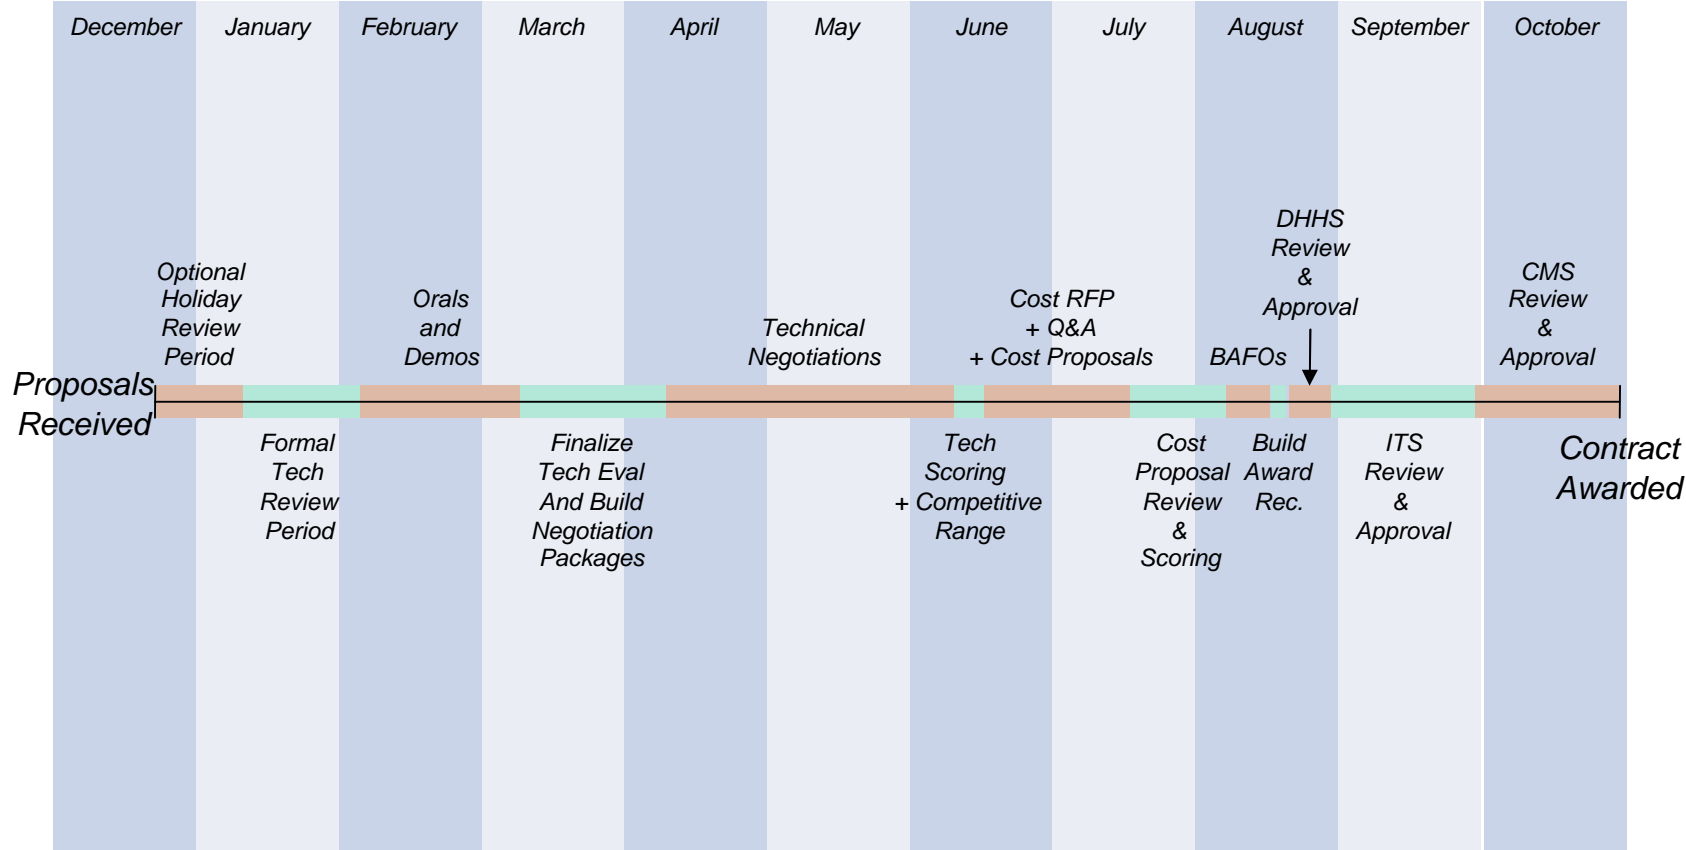 December
January
February
March
April
May
June
July
August
September
October
Optional
Holiday
Review
Period
Orals
and
Demos
Technical
Negotiations
Cost RFP
+ Q&A
+ Cost Proposals
BAFOs
DHHS
Review
&
Approval
CMS
Review
&
Approval
Proposals
Received
Formal
Tech
Review
Period
Finalize
Tech Eval
And Build
Negotiation
Packages
Tech
Scoring
+ Competitive
Range
Cost
Proposal
Review
&
Scoring
Build
Award
Rec.
ITS
Review
&
Approval
Contract
Awarded